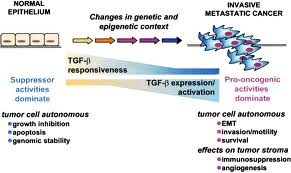 NORMAL
EPITHELIUM
Changes in genetic and
epigenetic context
INVASIVE
METASTATIC CANCER
TGF-β
responsiveness
TGF-β expression/
activation
Suppressor
activities
dominate
Pro-oncogenic
activities
dominate
tumor cell autonomous
growth inhibition
apoptosis
genomic stability
tumor cell autonomous
EMT
invasion/motility
survival
effects on tumor stroma
immunosuppression
angiogenesis